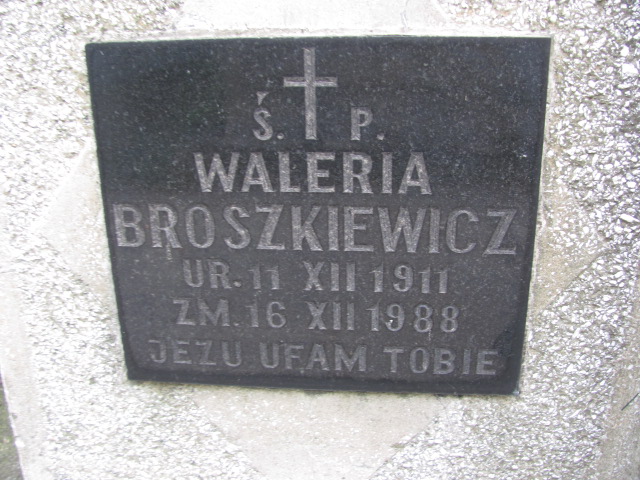 Ś. P.
WALERIA
BROSZKIEWICZ
UR. 11 XII 1911
ZM. 16 XII 1988
JEZU UFAM TOBIE